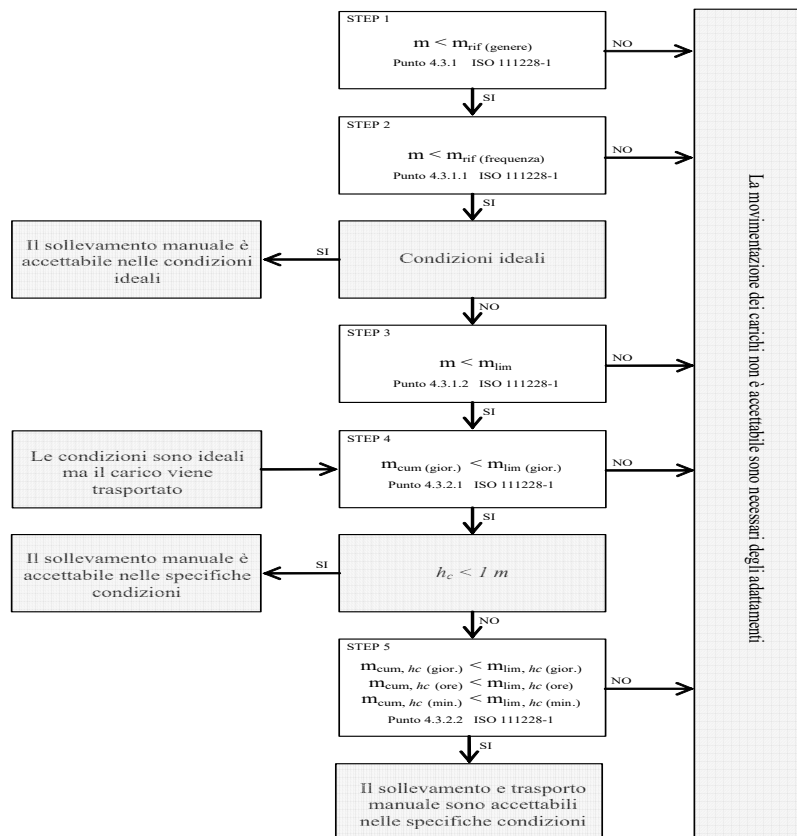 STEP 1
m < mrif (genere)
Punto 4.3.1 ISO 111228-1
NO
SI
STEP 2
m < mrif (frequenza)
Punto 4.3.1.1 ISO 111228-1
NO
SI
Il sollevamento manuale è
accettabile nelle condizioni
ideali
SI
Condizioni ideali
NO
STEP 3
m < mlim
Punto 4.3.1.2 ISO 111228-1
NO
SI
Le condizioni sono ideali
ma il carico viene
trasportato
STEP 4
mcum (gior.) < mlim (gior.)
Punto 4.3.2.1 ISO 111228-1
NO
SI
Il sollevamento manuale è
accettabile nelle specifiche
condizioni
SI
hc < 1 m
NO
STEP 5
mcum, hc (gior.) < mlim, hc (gior.)
mcum, hc (ore) < mlim, hc (ore)
mcum, hc (min.) < mlim, hc (min.)
Punto 4.3.2.2 ISO 111228-1
NO
SI
Il sollevamento e trasporto
manuale sono accettabili
nelle specifiche condizioni
La movimentazione dei carichi non è accettabile sono necessari degli adattamenti